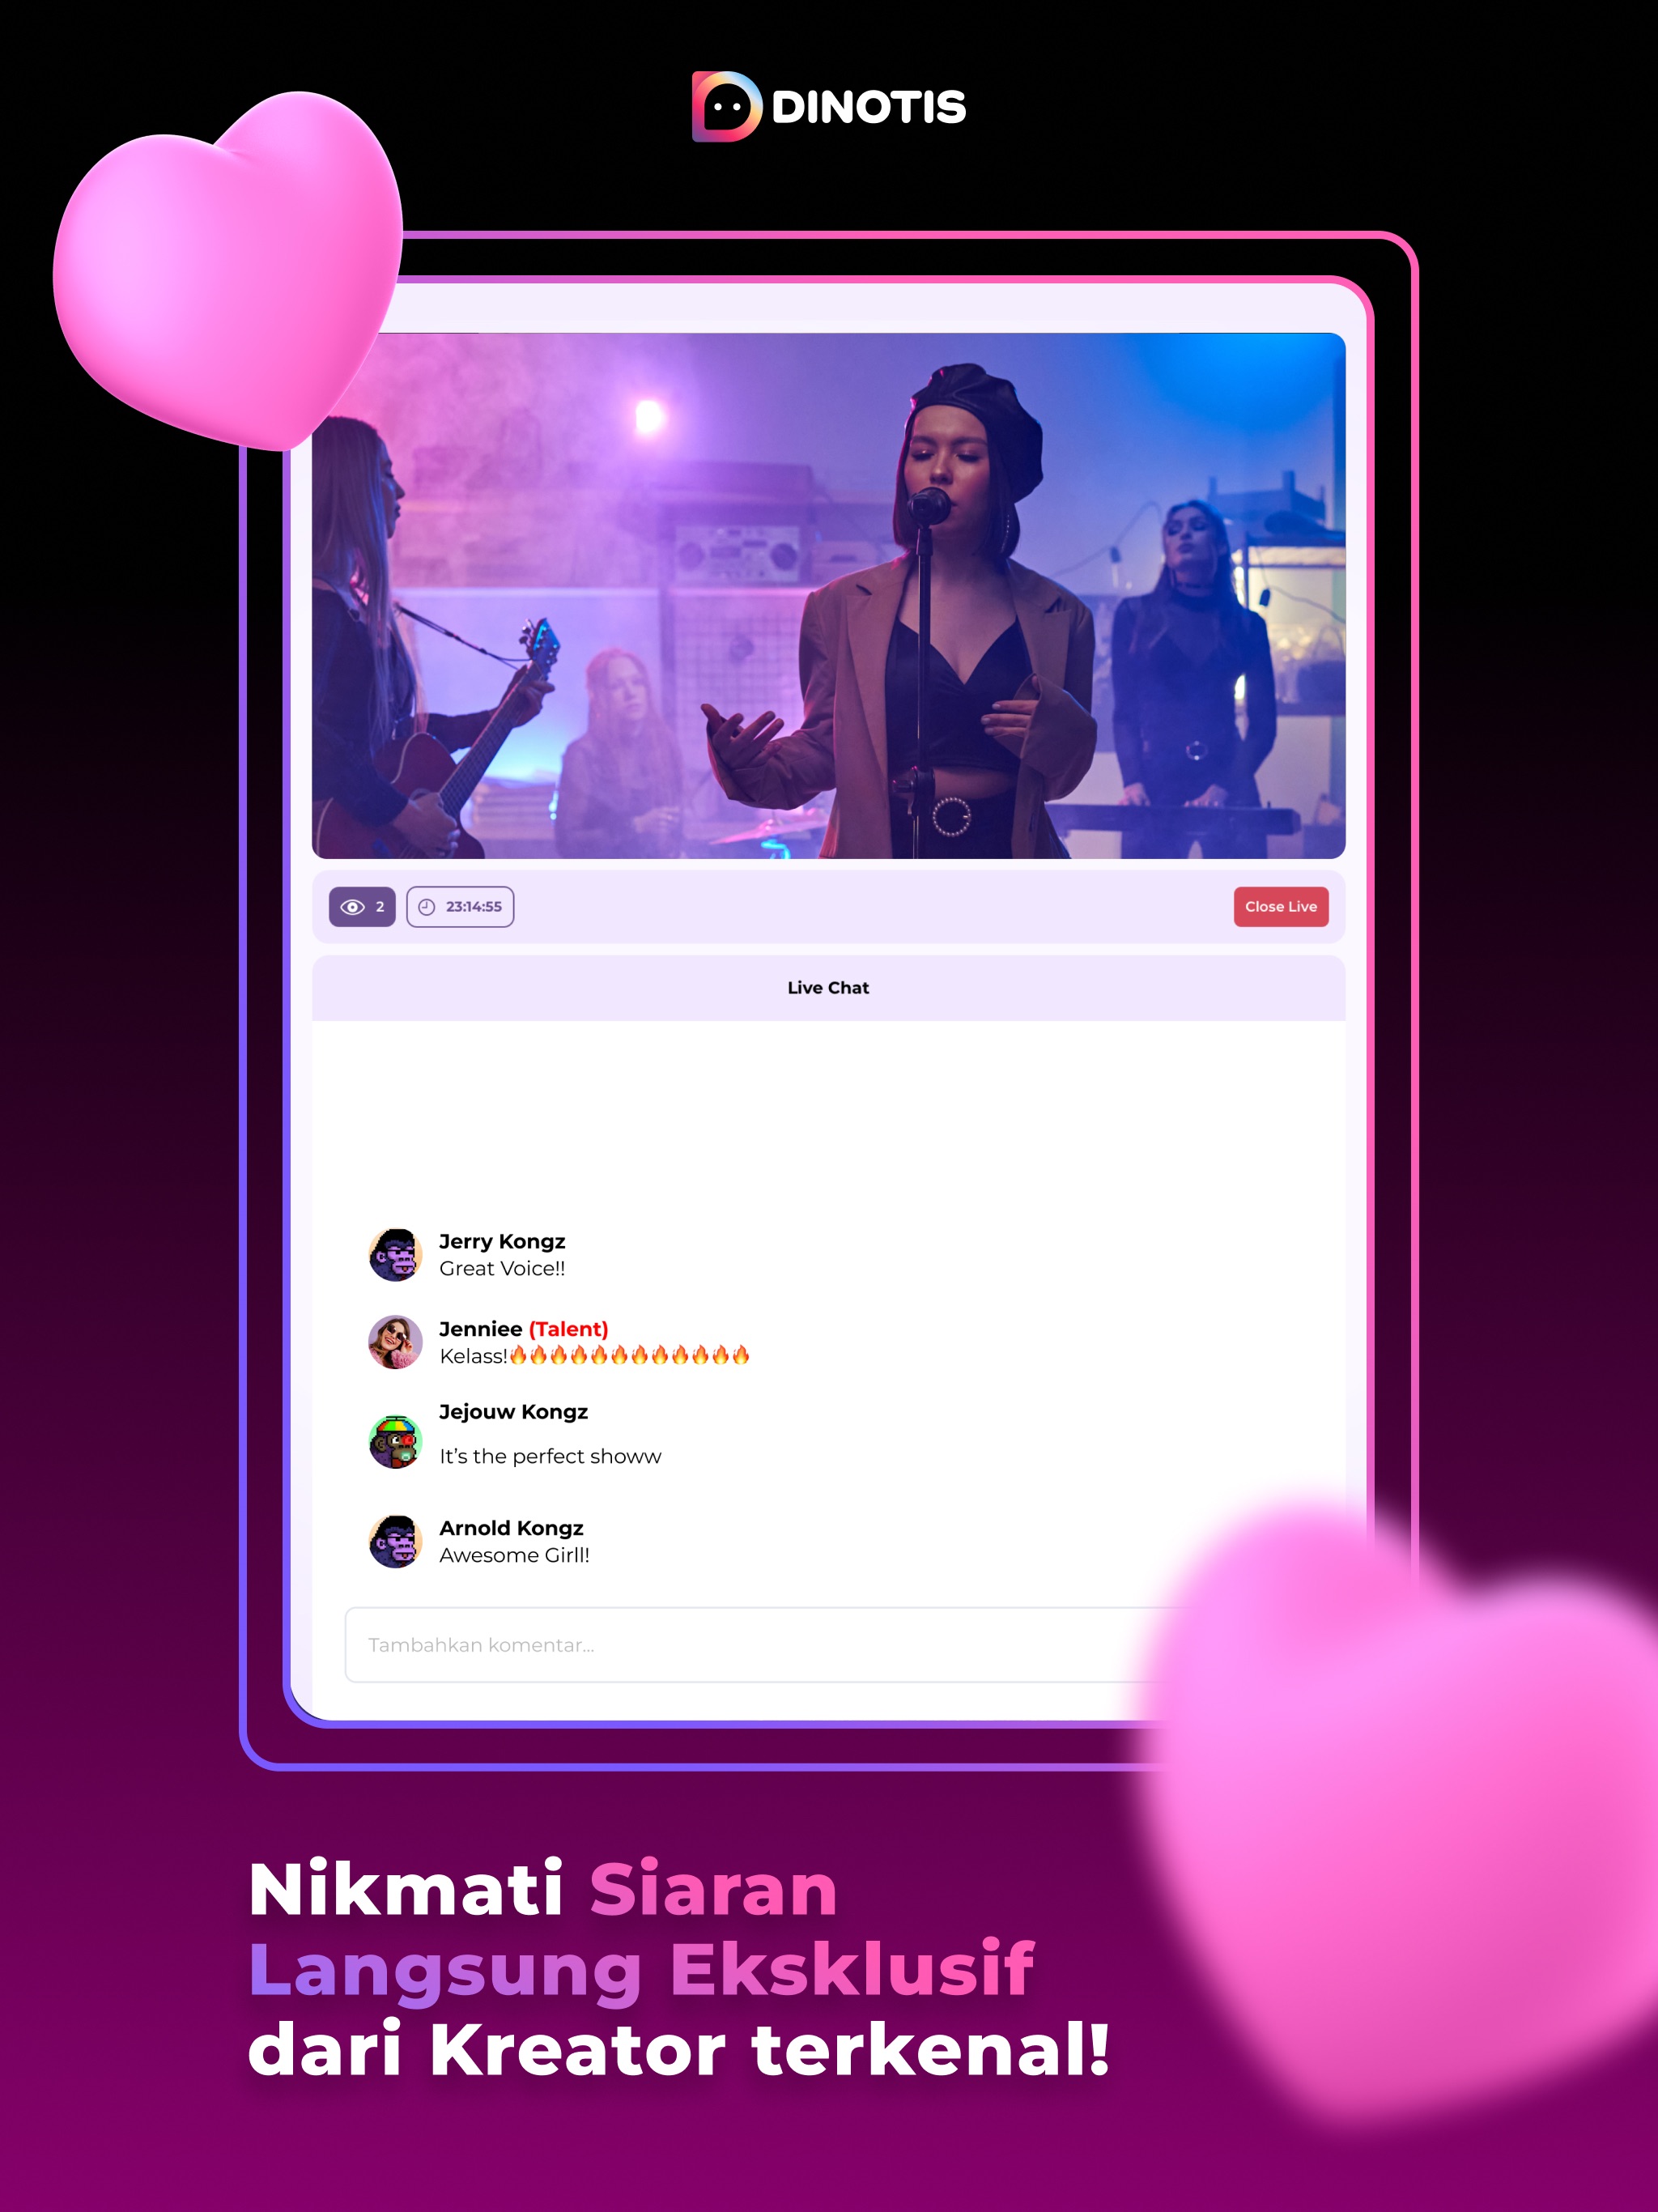 DINOTIS
2
23:14:55
Close Live
Live Chat
Jerry Kongz
Great Voice!!
Jenniee (Talent)
Kelass!🔥🔥🔥🔥🔥🔥🔥🔥🔥🔥🔥🔥
Jejouw Kongz
It’s the perfect showw
Arnold Kongz
Awesome Girll!
Tambahkan komentar...
Nikmati Siaran
Langsung Eksklusif
dari Kreator terkenal!